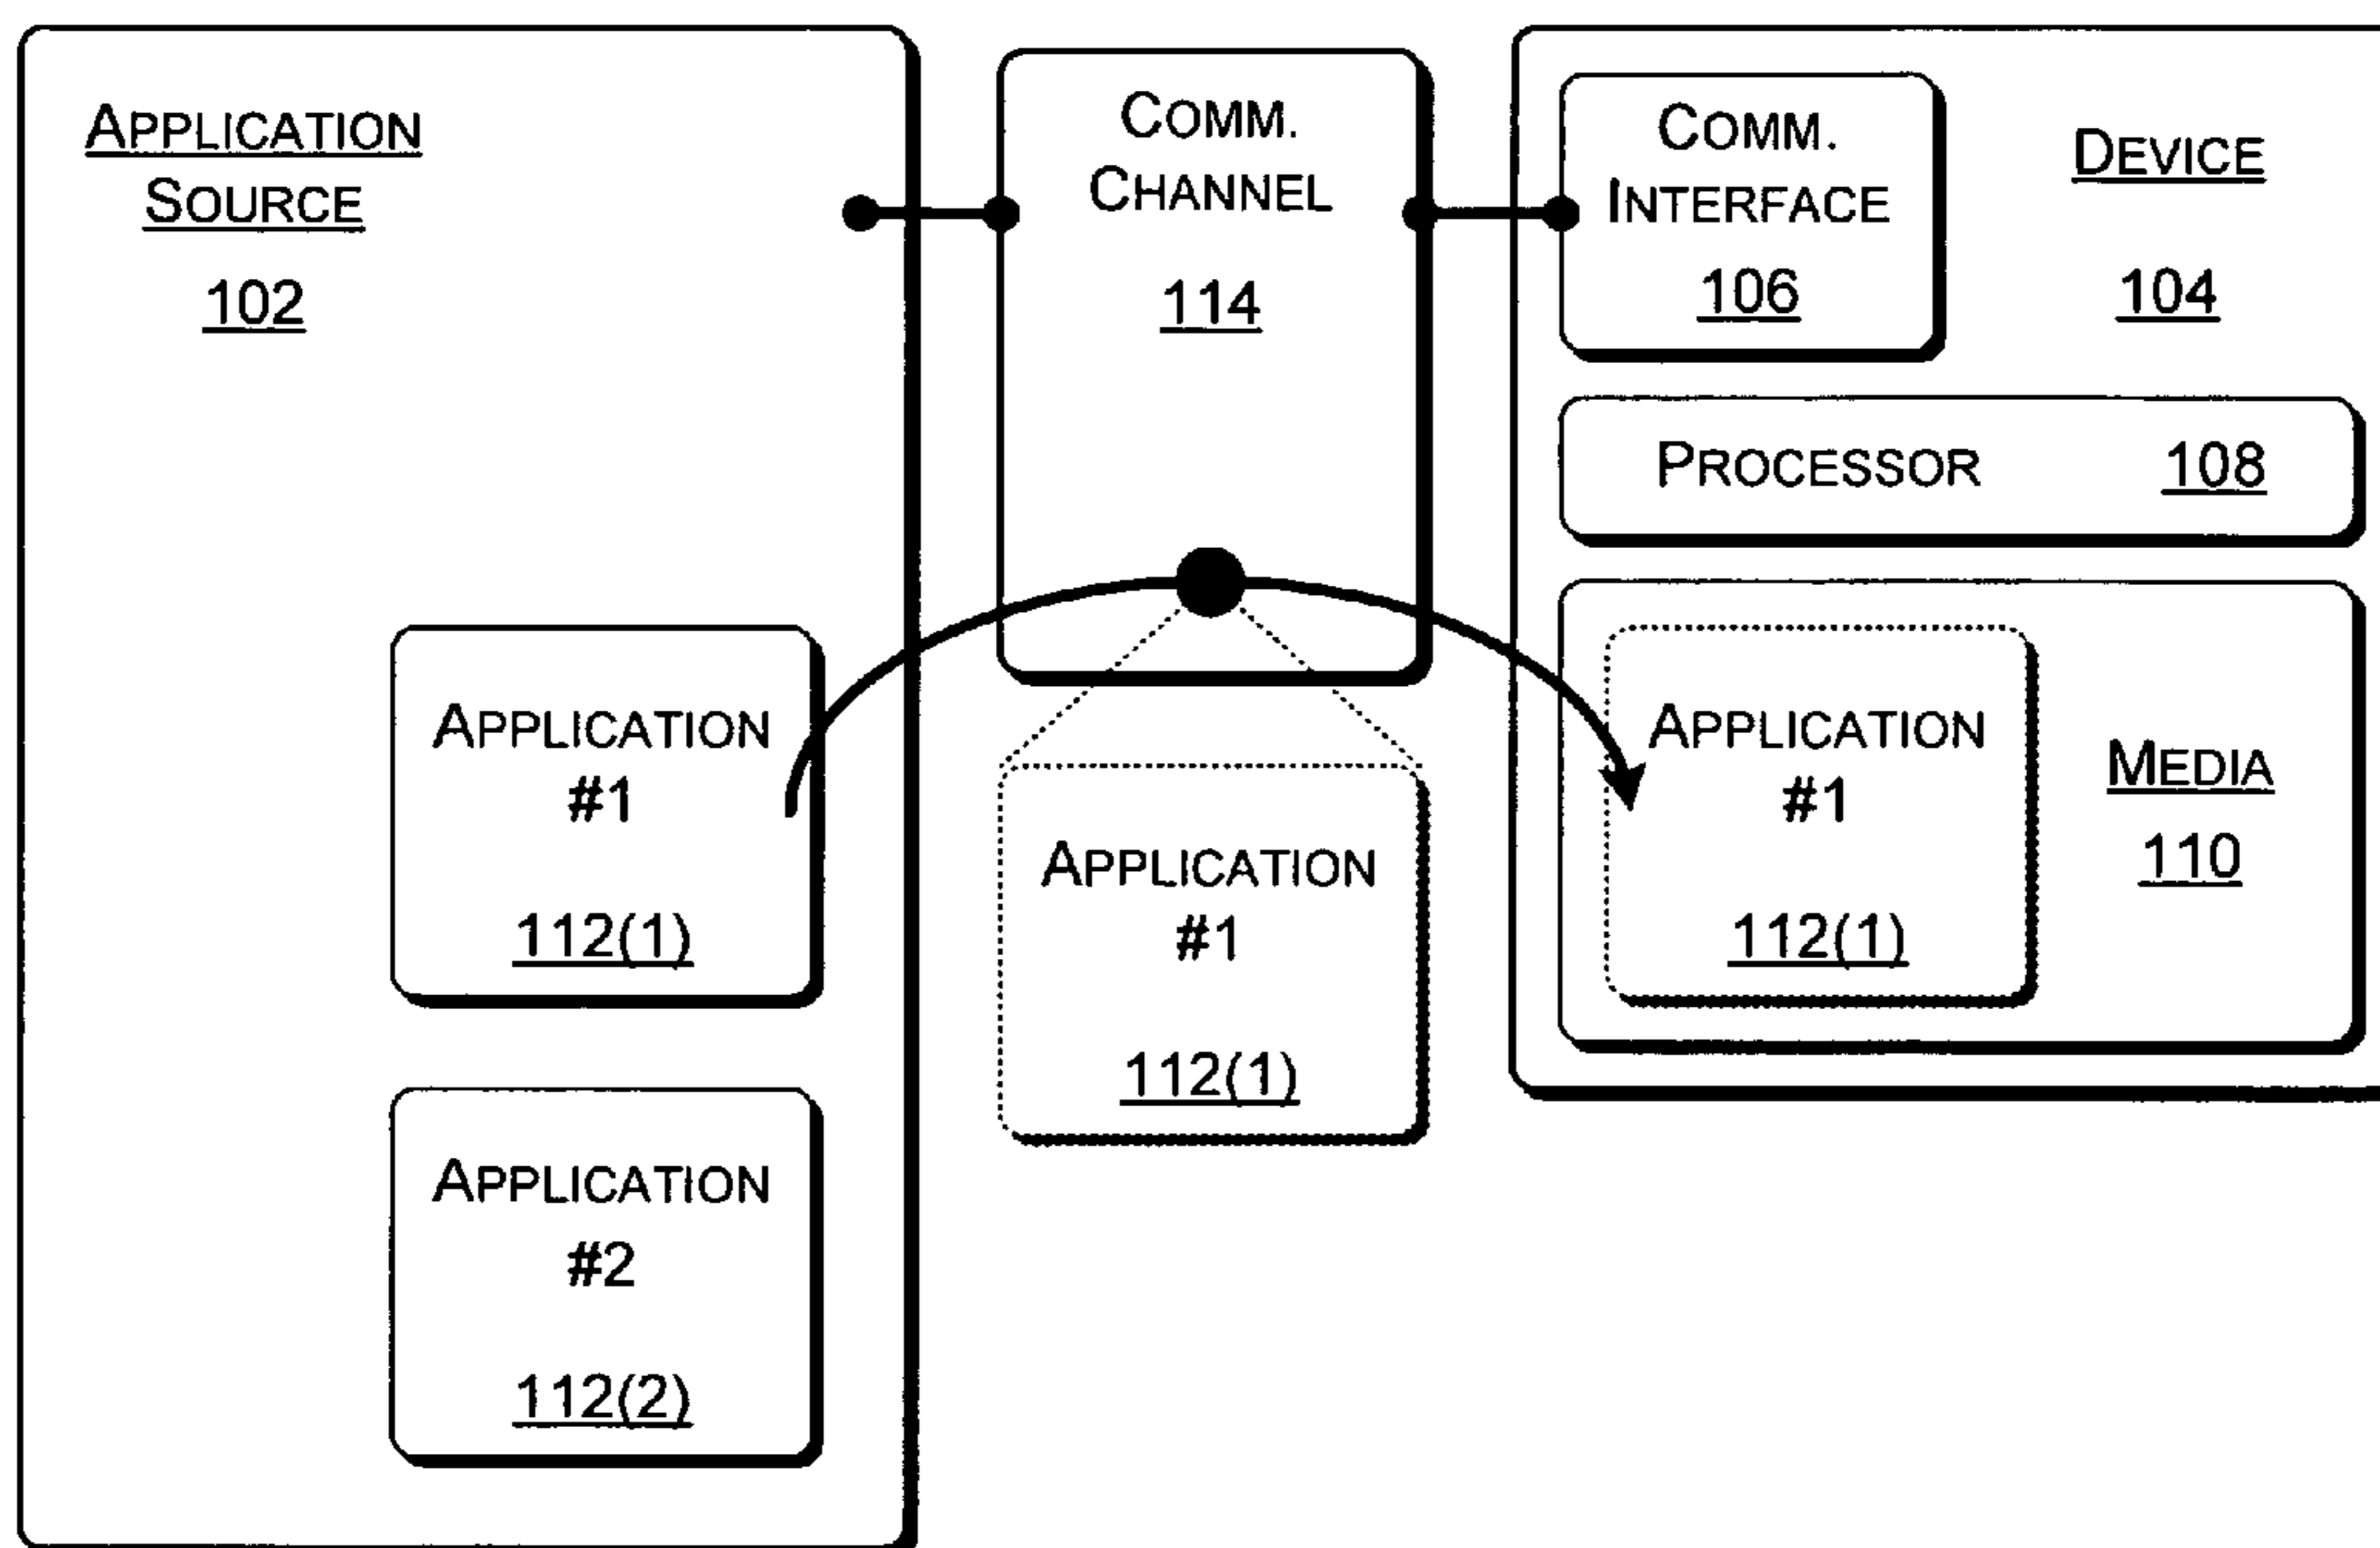 APPLICATION
SOURCE
102
APPLICATION
#1
112(1)
APPLICATION
#2
112(2)
COMM.
CHANNEL
114
APPLICATION
#1
112(1)
COMM.
INTERFACE
106
DEVICE
104
PROCESSOR 108
APPLICATION
#1
112(1)
MEDIA
110